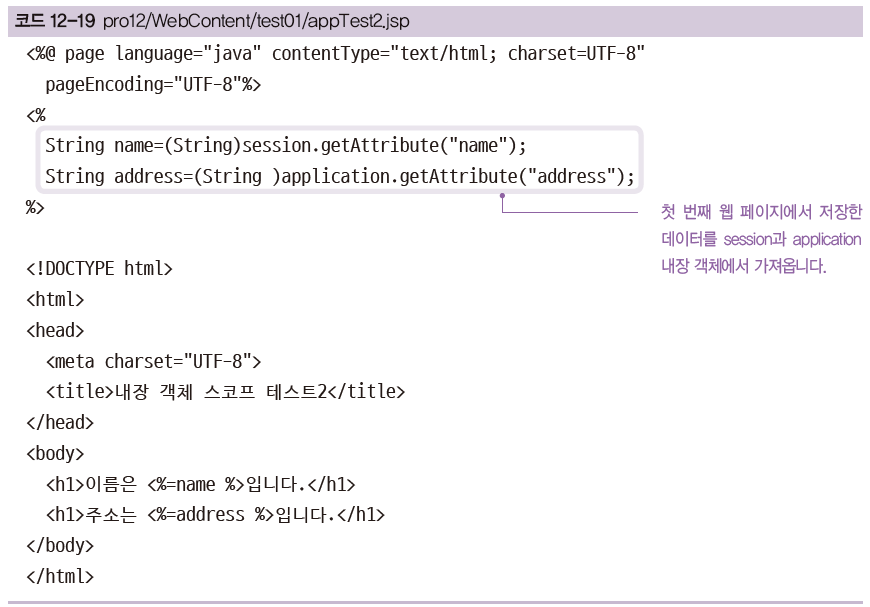 코드 12-19 pro12/WebContent/test01/appTest2.jsp
<%@ page language="java" contentType="text/html; charset=UTF-8"
pageEncoding="UTF-8"%>
<%
String name=(String)session.getAttribute("name");
String address=(String )application.getAttribute("address");
%>
첫 번째 웹 페이지에서 저장한
데이터를 session과 application
내장 객체에서 가져옵니다.
<!DOCTYPE html>
<html>
<head>
<meta charset="UTF-8">
<title>내장 객체 스코프 테스트2</title>
</head>
<body>
<h1>이름은 <%=name %>입니다.</h1>
<h1>주소는 <%=address %>입니다.</h1>
</body>
</html>